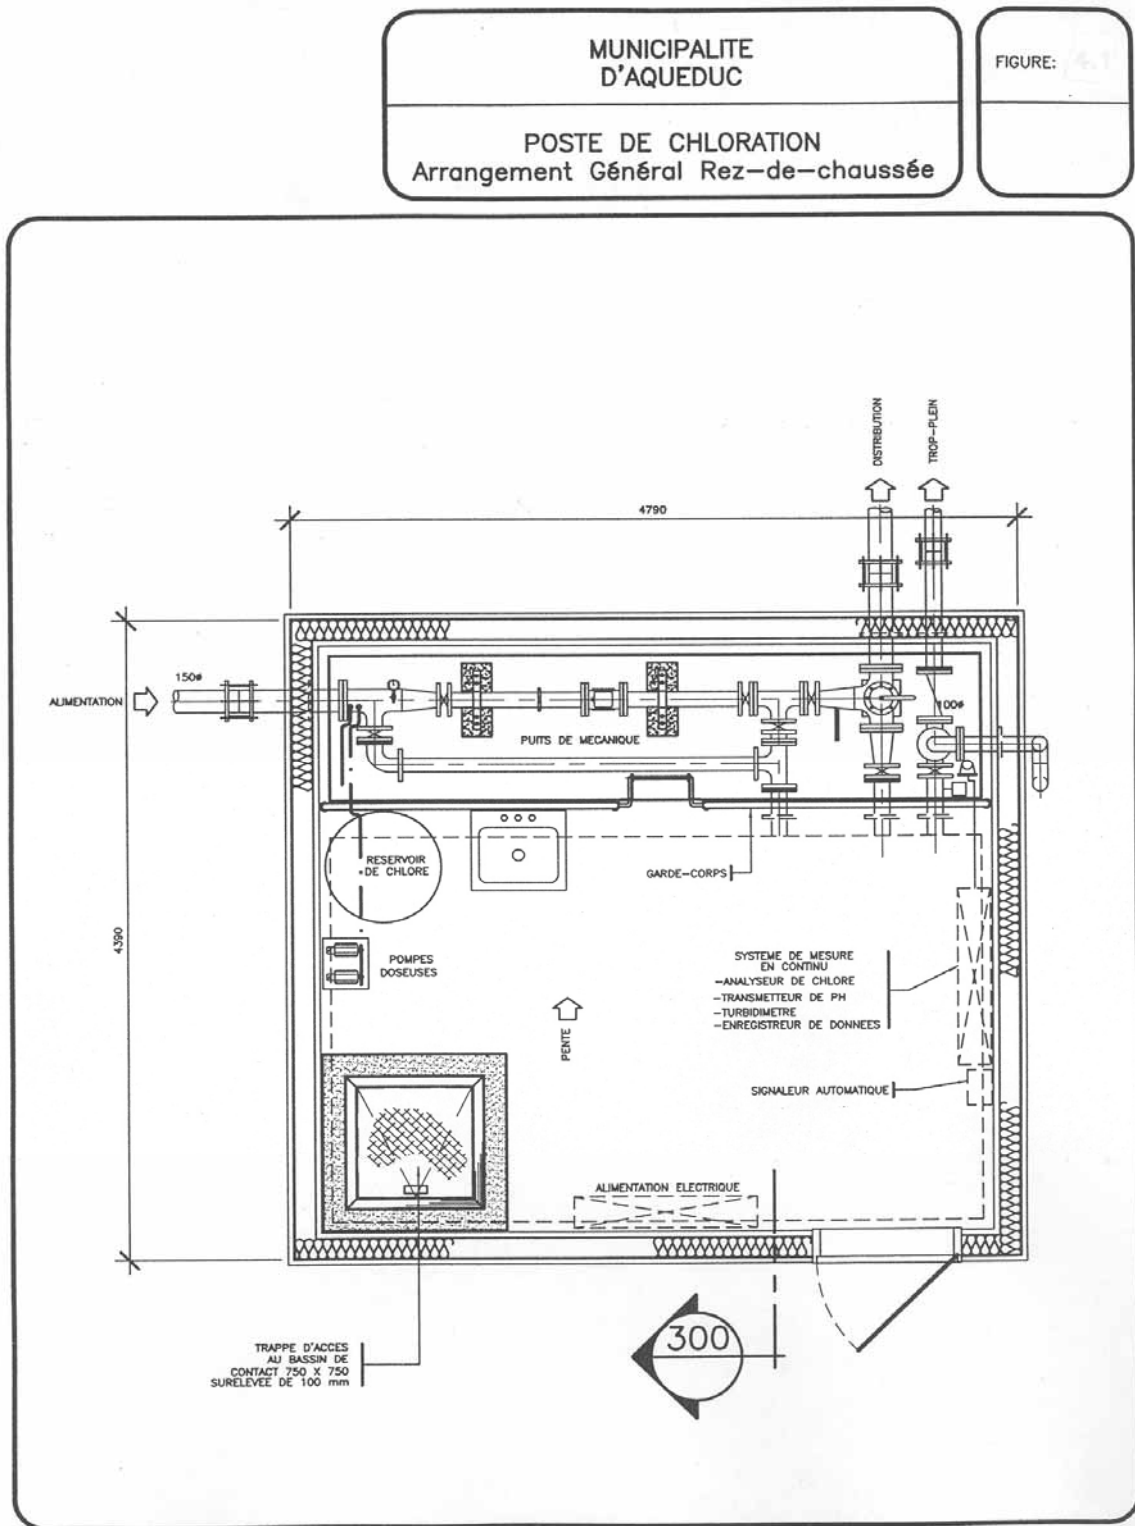 MUNICIPALITE
D'AQUEDUC
FIGURE: 4.1
POSTE DE CHLORATION
Arrangement Général Rez-de-chaussée
DISTRIBUTION
TROP-PLEIN
4790
150ø
ALIMENTATION
100ø
PUITS DE MECANIQUE
RESERVOIR
DE CHLORE
GARDE-CORPS
4390
POMPES
DOSEUSES
SYSTEME DE MESURE
EN CONTINU
-ANALYSEUR DE CHLORE
-TRANSMETTEUR DE PH
-TURBIDIMETRE
-ENREGISTREUR DE DONNEES
PENTE
SIGNALEUR AUTOMATIQUE
ALIMENTATION ELECTRIQUE
300
TRAPPE D'ACCES
AU BASSIN DE
CONTACT 750 X 750
SURELEVEE DE 100 mm